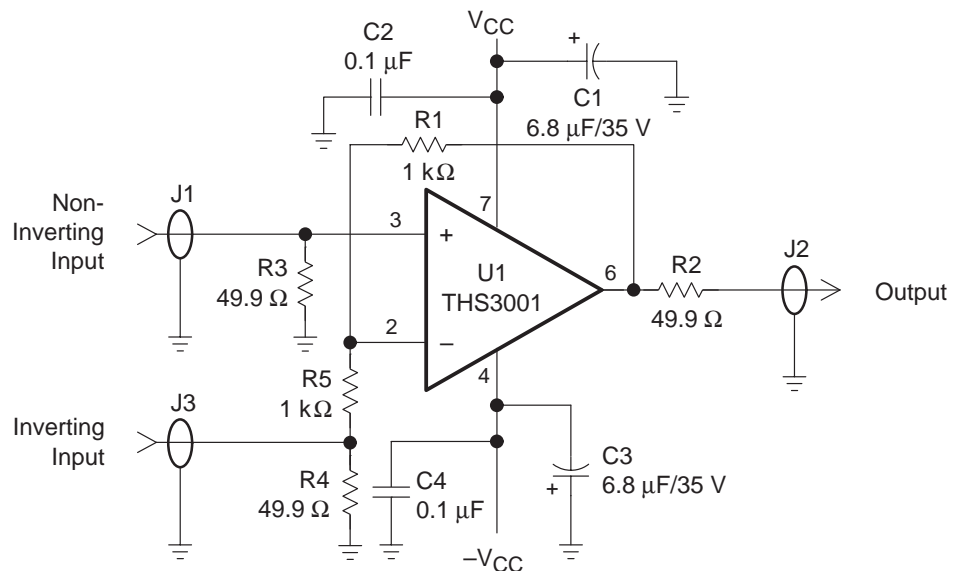 VCC
C2
0.1 μF
+
C1
6.8 μF/35 V
R1
1 kΩ
Non-
Inverting
Input
J1
3
+
7
R3
49.9 Ω
U1
THS3001
6
R2
49.9 Ω
J2
Output
2
–
4
R5
1 kΩ
Inverting
Input
J3
R4
49.9 Ω
C4
0.1 μF
C3
6.8 μF/35 V
+
–VCC